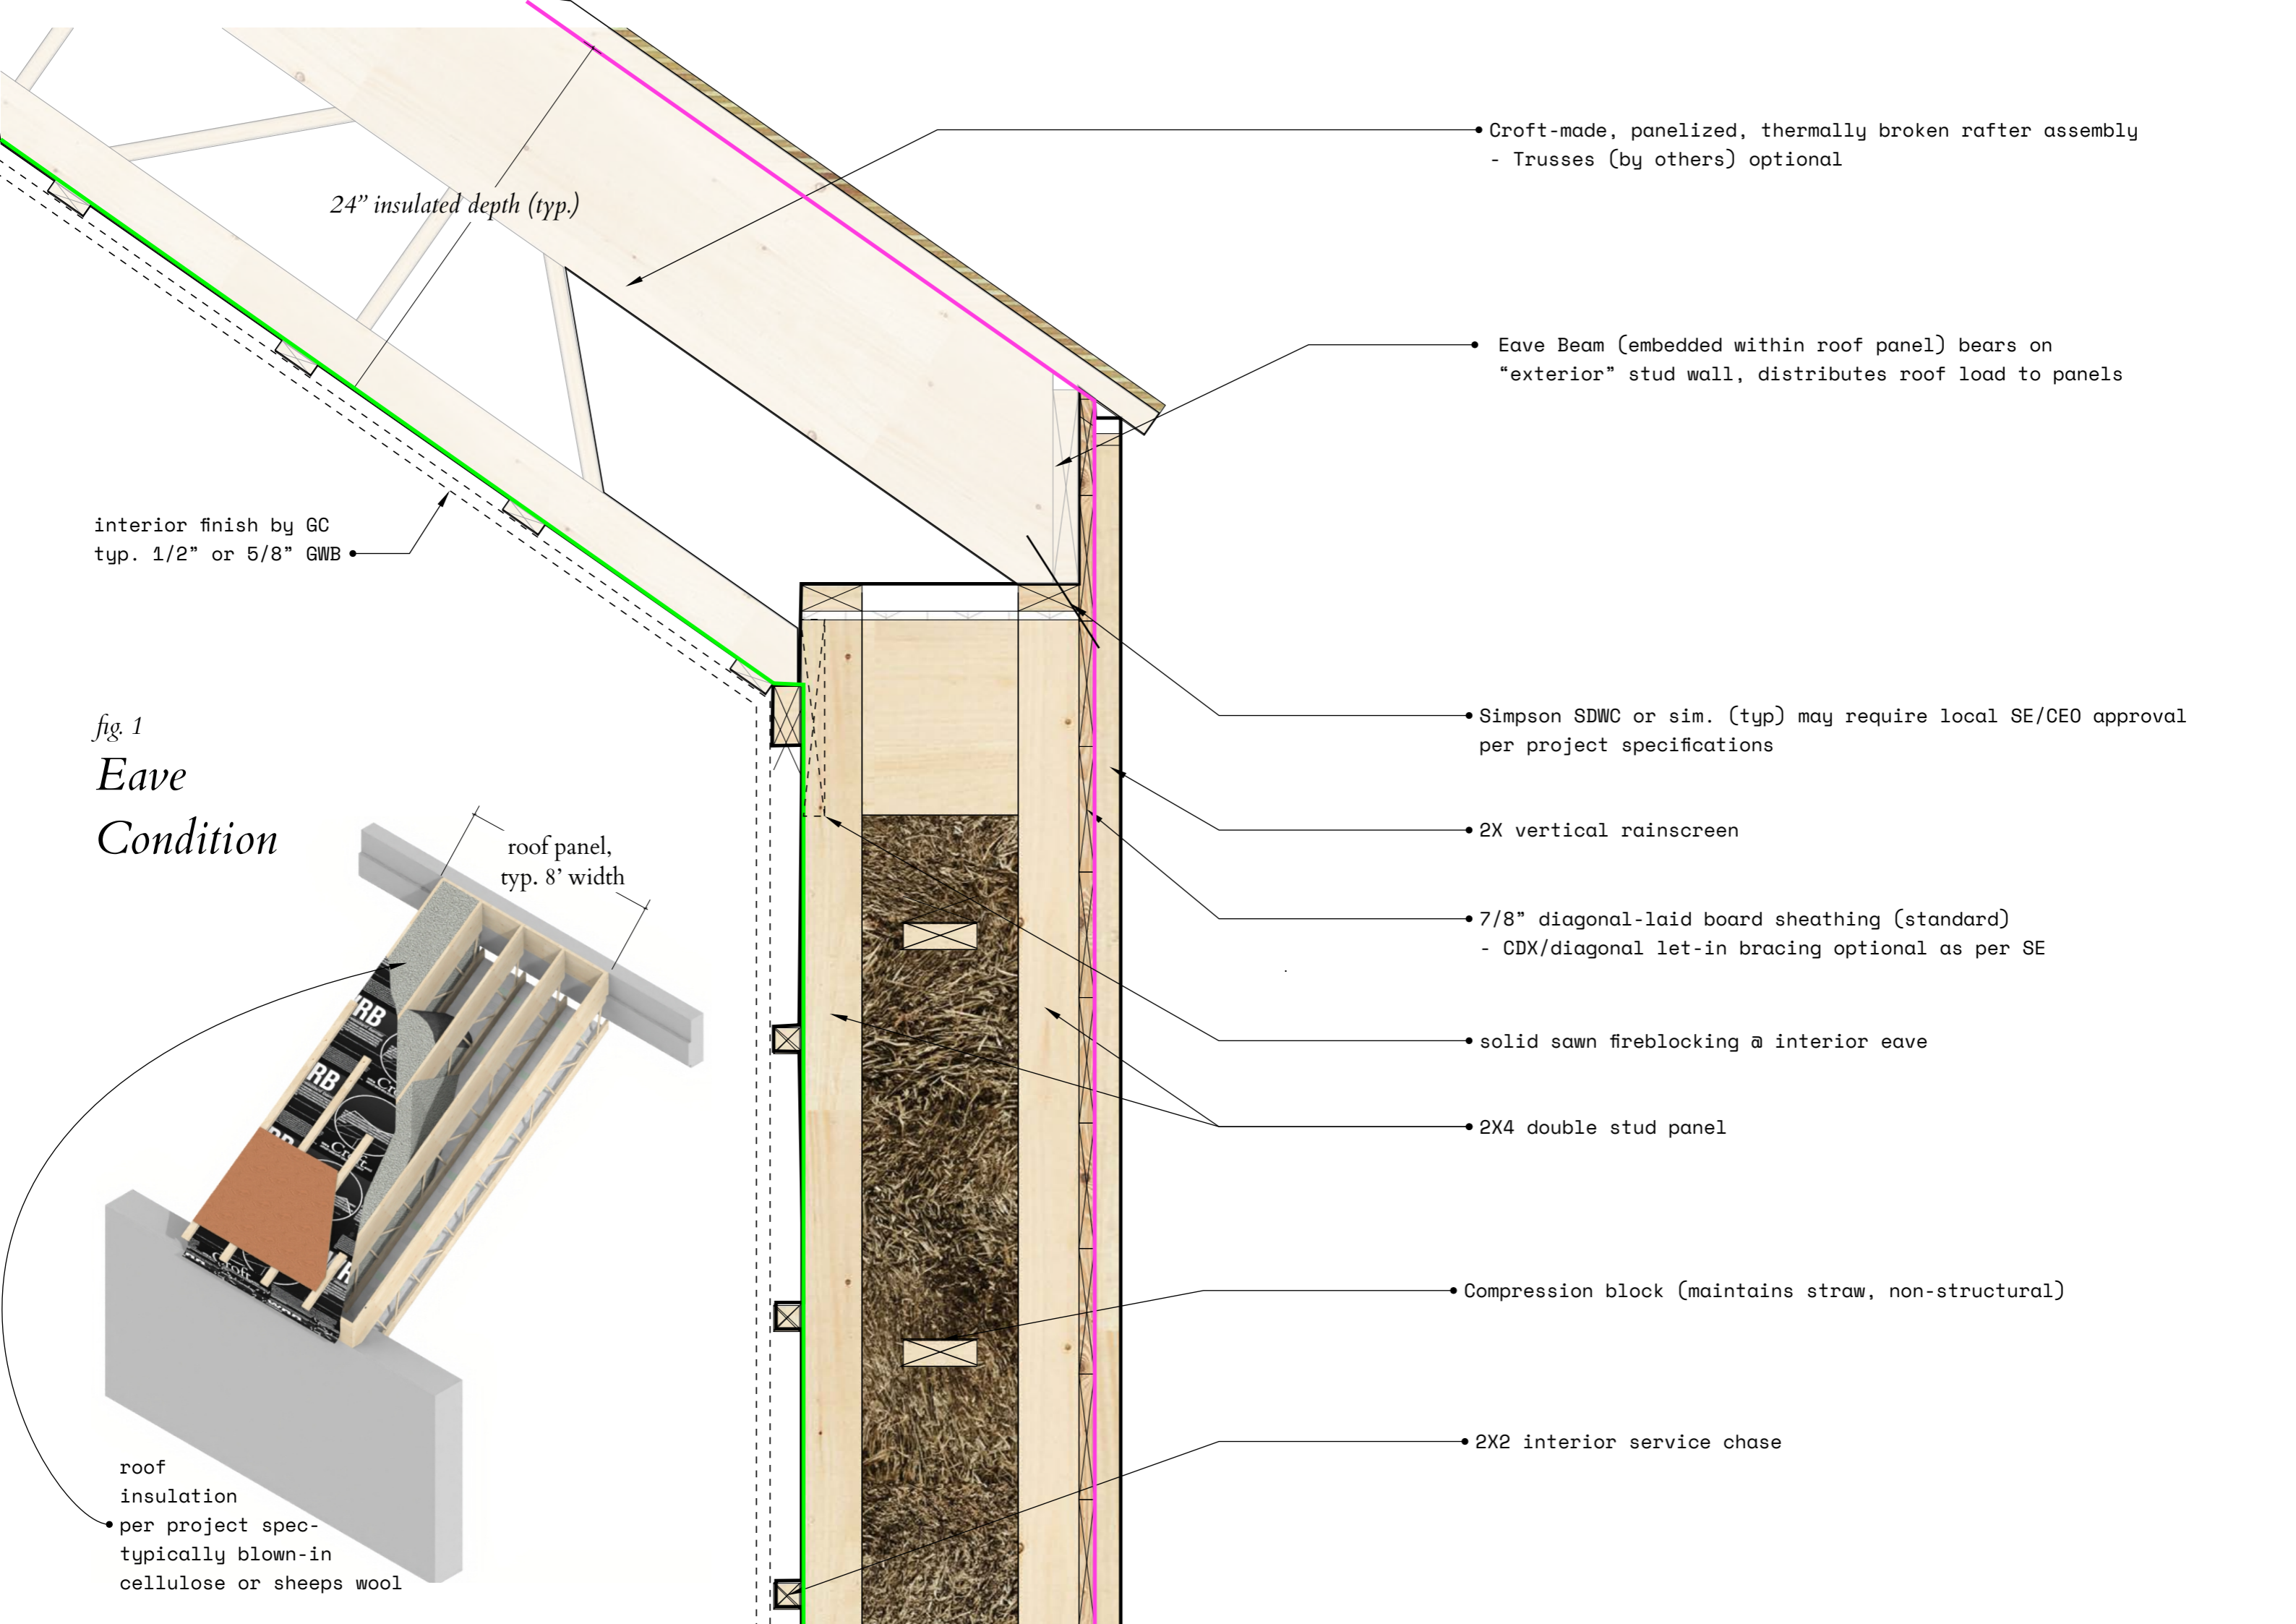 Croft-made, panelized, thermally broken rafter assembly
- Trusses (by others) optional
24” insulated depth (typ.)
Eave Beam (embedded within roof panel) bears on
“exterior” stud wall, distributes roof load to panels
interior finish by GC
typ. 1/2” or 5/8” GWB
fig. 1
Eave
Condition
Simpson SDWC or sim. (typ) may require local SE/CEO approval
per project specifications
2X vertical rainscreen
roof panel,
typ. 8’ width
7/8” diagonal-laid board sheathing (standard)
- CDX/diagonal let-in bracing optional as per SE
solid sawn fireblocking @ interior eave
2X4 double stud panel
Compression block (maintains straw, non-structural)
2X2 interior service chase
roof
insulation
per project spec-
typically blown-in
cellulose or sheeps wool
RB
RB
Croft